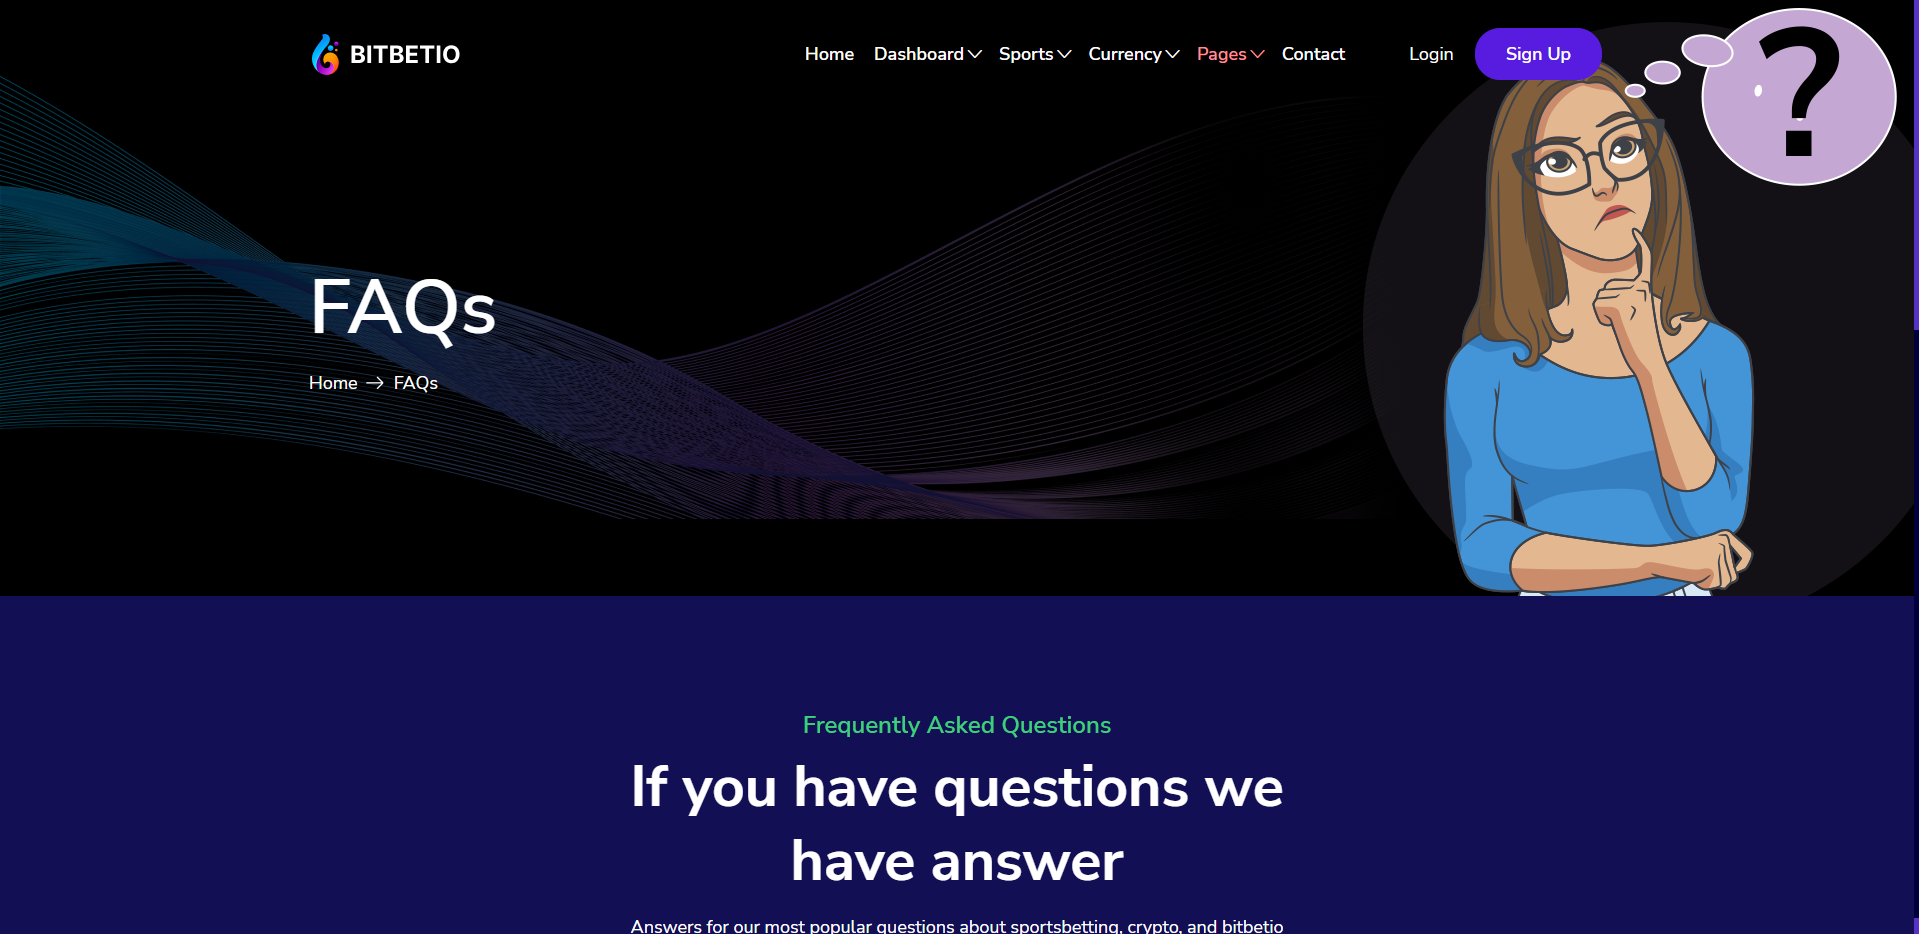 BITBETIO
Home Dashboard Sports Currency Pages Contact Login Sign Up
?
FAQs
Home → FAQs
Frequently Asked Questions
If you have questions we
have answer
Answers for our most popular questions about sportsbetting, crypto, and bitbetio